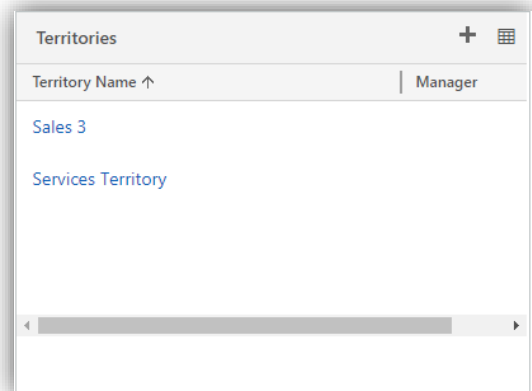 Territories
Territory Name Manager
Sales 3
Services Territory